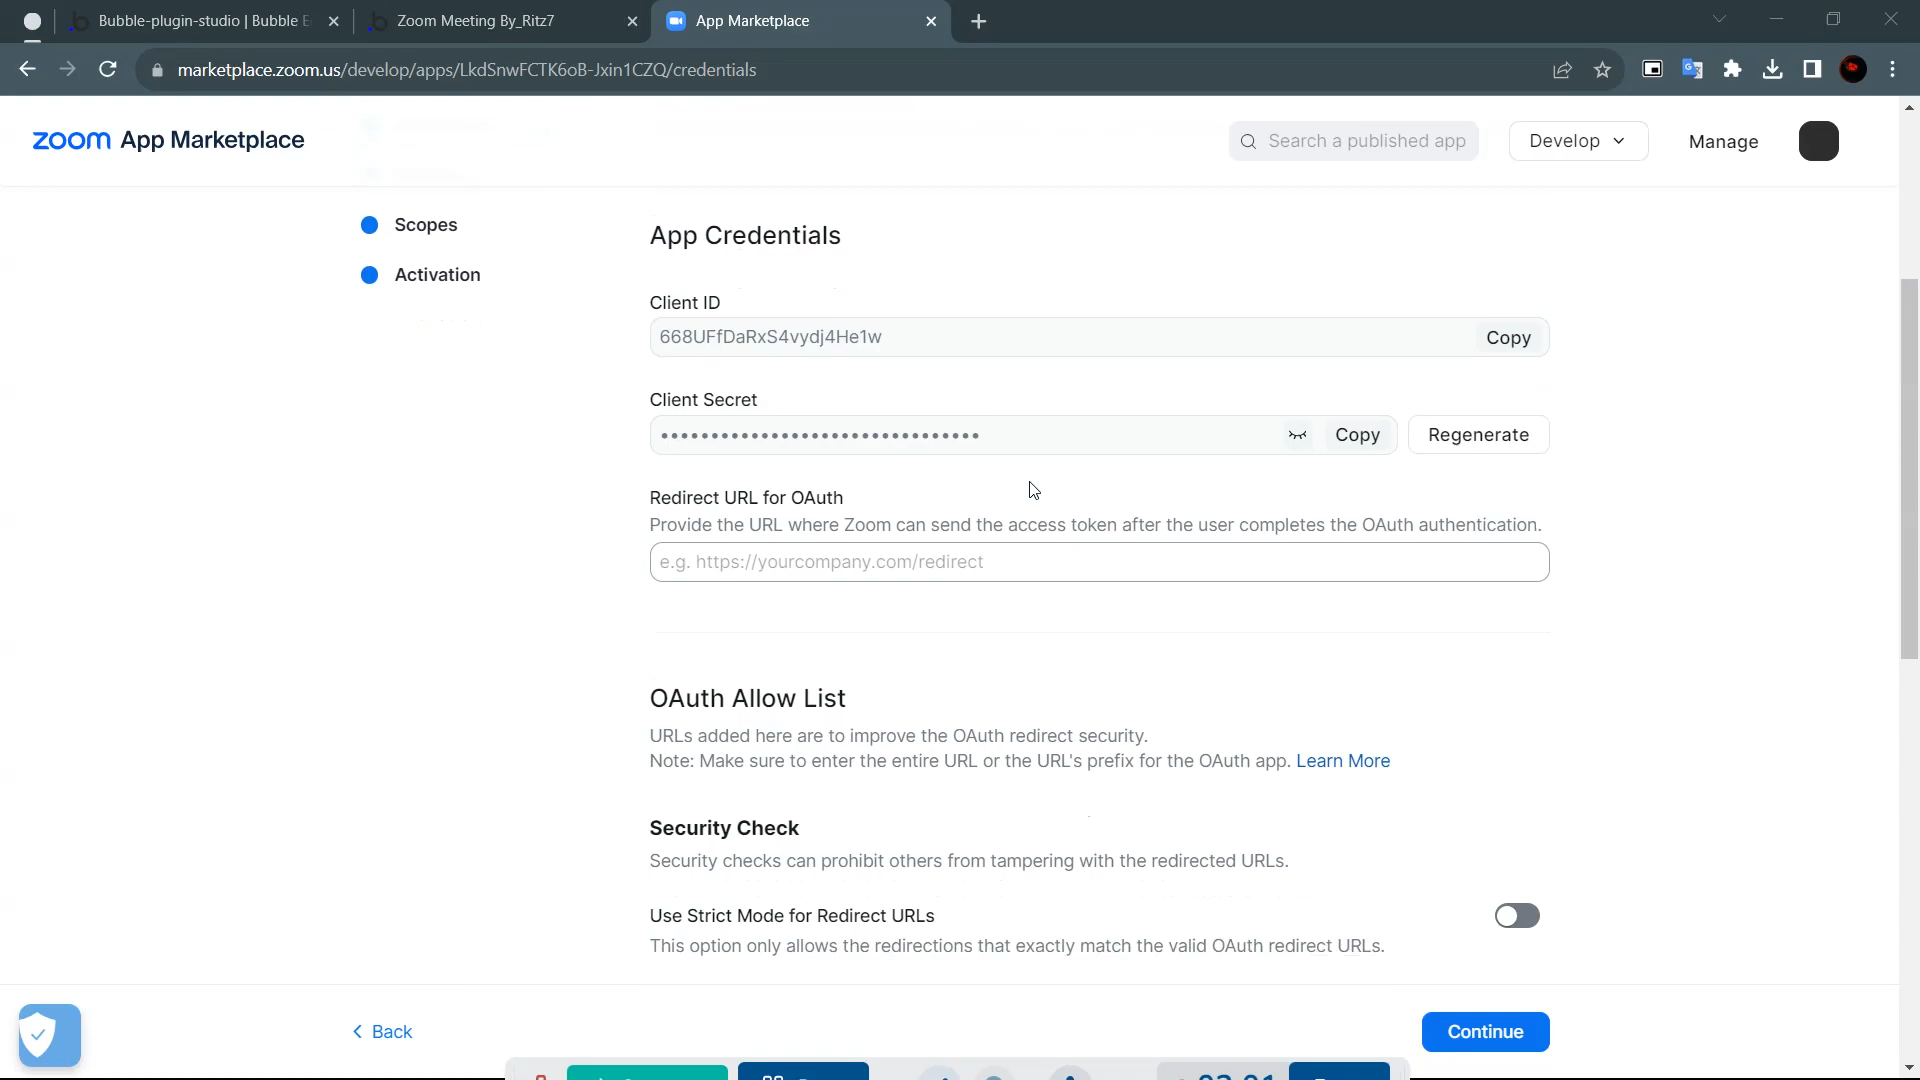 Bubble-plugin-studio | Bubble E
Zoom Meeting By_Ritz7
App Marketplace
marketplace.zoom.us/develop/apps/LkdSnwFCTK6oB-Jxin1CZQ/credentials
zoom App Marketplace
Search a published app
Develop
Manage
Scopes
Activation
App Credentials
Client ID
668UFfDaRxS4vydj4He1w
Copy
Client Secret
••••••••••••••••••••••••••••••••
Copy
Regenerate
Redirect URL for OAuth
Provide the URL where Zoom can send the access token after the user completes the OAuth authentication.
e.g. https://yourcompany.com/redirect
OAuth Allow List
URLs added here are to improve the OAuth redirect security.
Note: Make sure to enter the entire URL or the URL's prefix for the OAuth app. Learn More
Security Check
Security checks can prohibit others from tampering with the redirected URLs.
Use Strict Mode for Redirect URLs
This option only allows the redirections that exactly match the valid OAuth redirect URLs.
Back
Continue